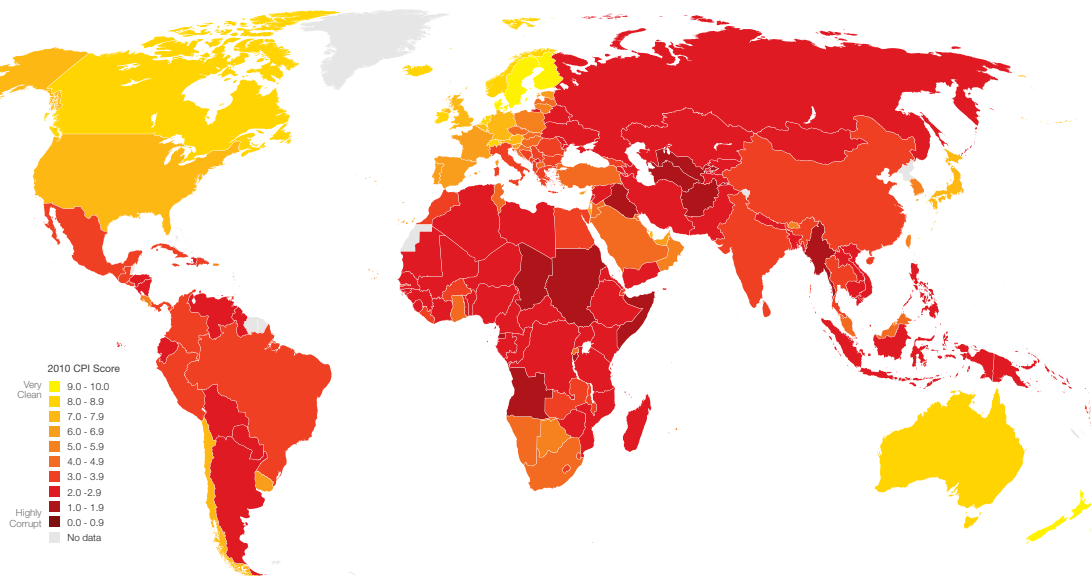 2010 CPI Score
Very
Clean
9.0 - 10.0
8.0 - 8.9
7.0 - 7.9
6.0 - 6.9
5.0 - 5.9
4.0 - 4.9
3.0 - 3.9
2.0 -2.9
1.0 - 1.9
Highly
Corrupt
0.0 - 0.9
No data